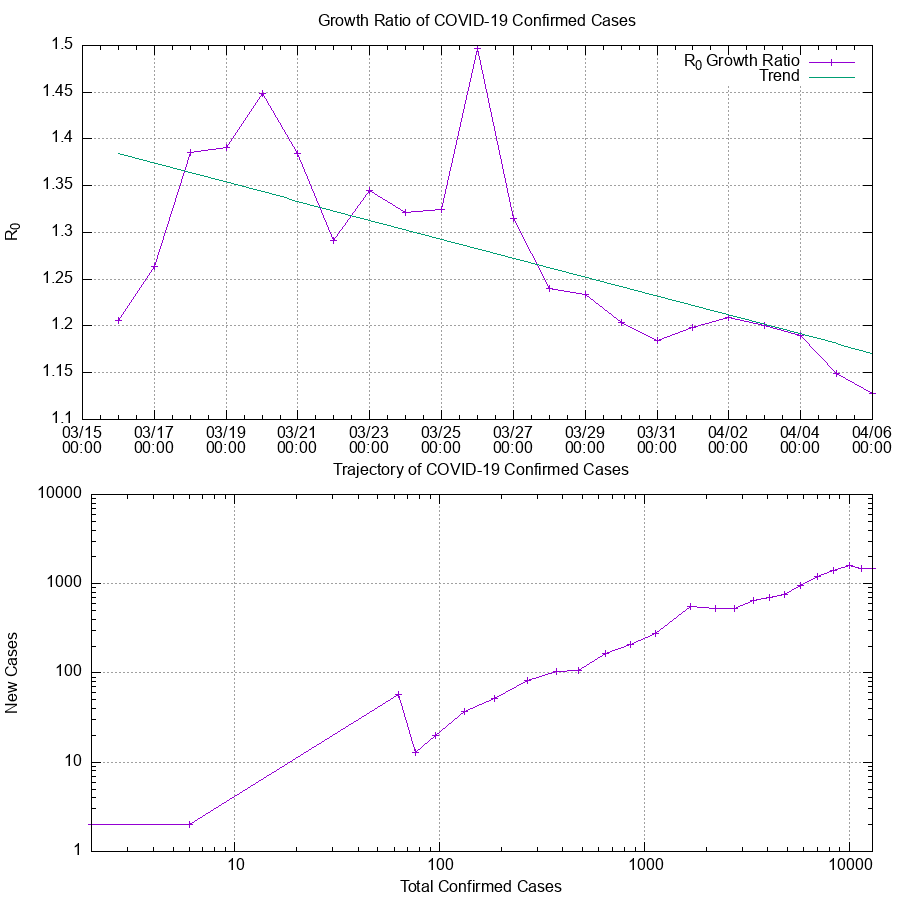 Growth Ratio of COVID-19 Confirmed Cases
1.5
1.45
1.4
1.35
1.3
1.25
1.2
1.15
1.1
R0
R0 Growth Ratio
Trend
03/15 03/17 03/19 03/21 03/23 03/25 03/27 03/29 03/31 04/02 04/04 04/06
00:00 00:00 00:00 00:00 00:00 00:00 00:00 00:00 00:00 00:00 00:00 00:00
Trajectory of COVID-19 Confirmed Cases
10000
1000
100
10
1
New Cases
10 100 1000 10000
Total Confirmed Cases